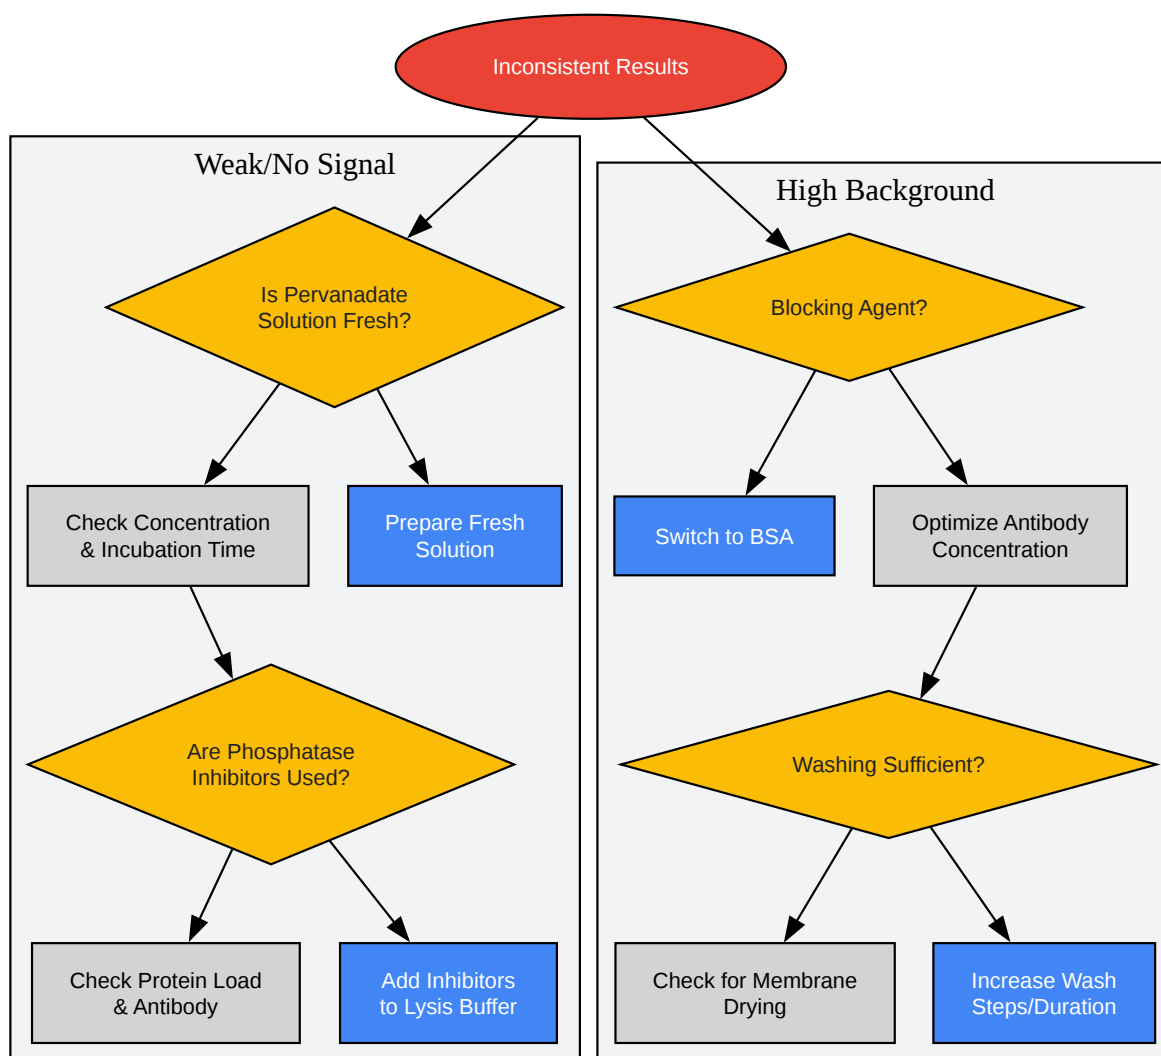 Inconsistent Results
Weak/No Signal
Is Pervanadate
Solution Fresh?
Check Concentration
& Incubation Time
Prepare Fresh
Solution
Are Phosphatase
Inhibitors Used?
Check Protein Load
& Antibody
Add Inhibitors
to Lysis Buffer
High Background
Blocking Agent?
Switch to BSA
Optimize Antibody
Concentration
Washing Sufficient?
Check for Membrane
Drying
Increase Wash
Steps/Duration